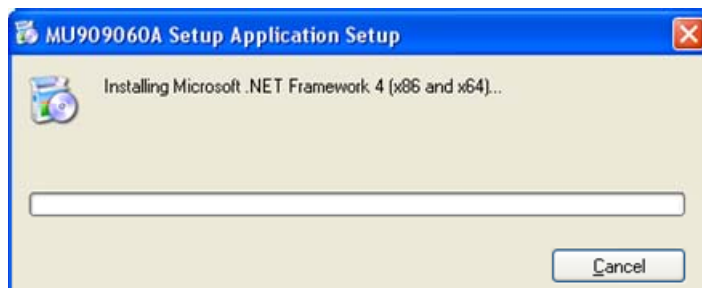 MU909060A Setup Application Setup
Installing Microsoft .NET Framework 4 (x86 and x64)...
Cancel